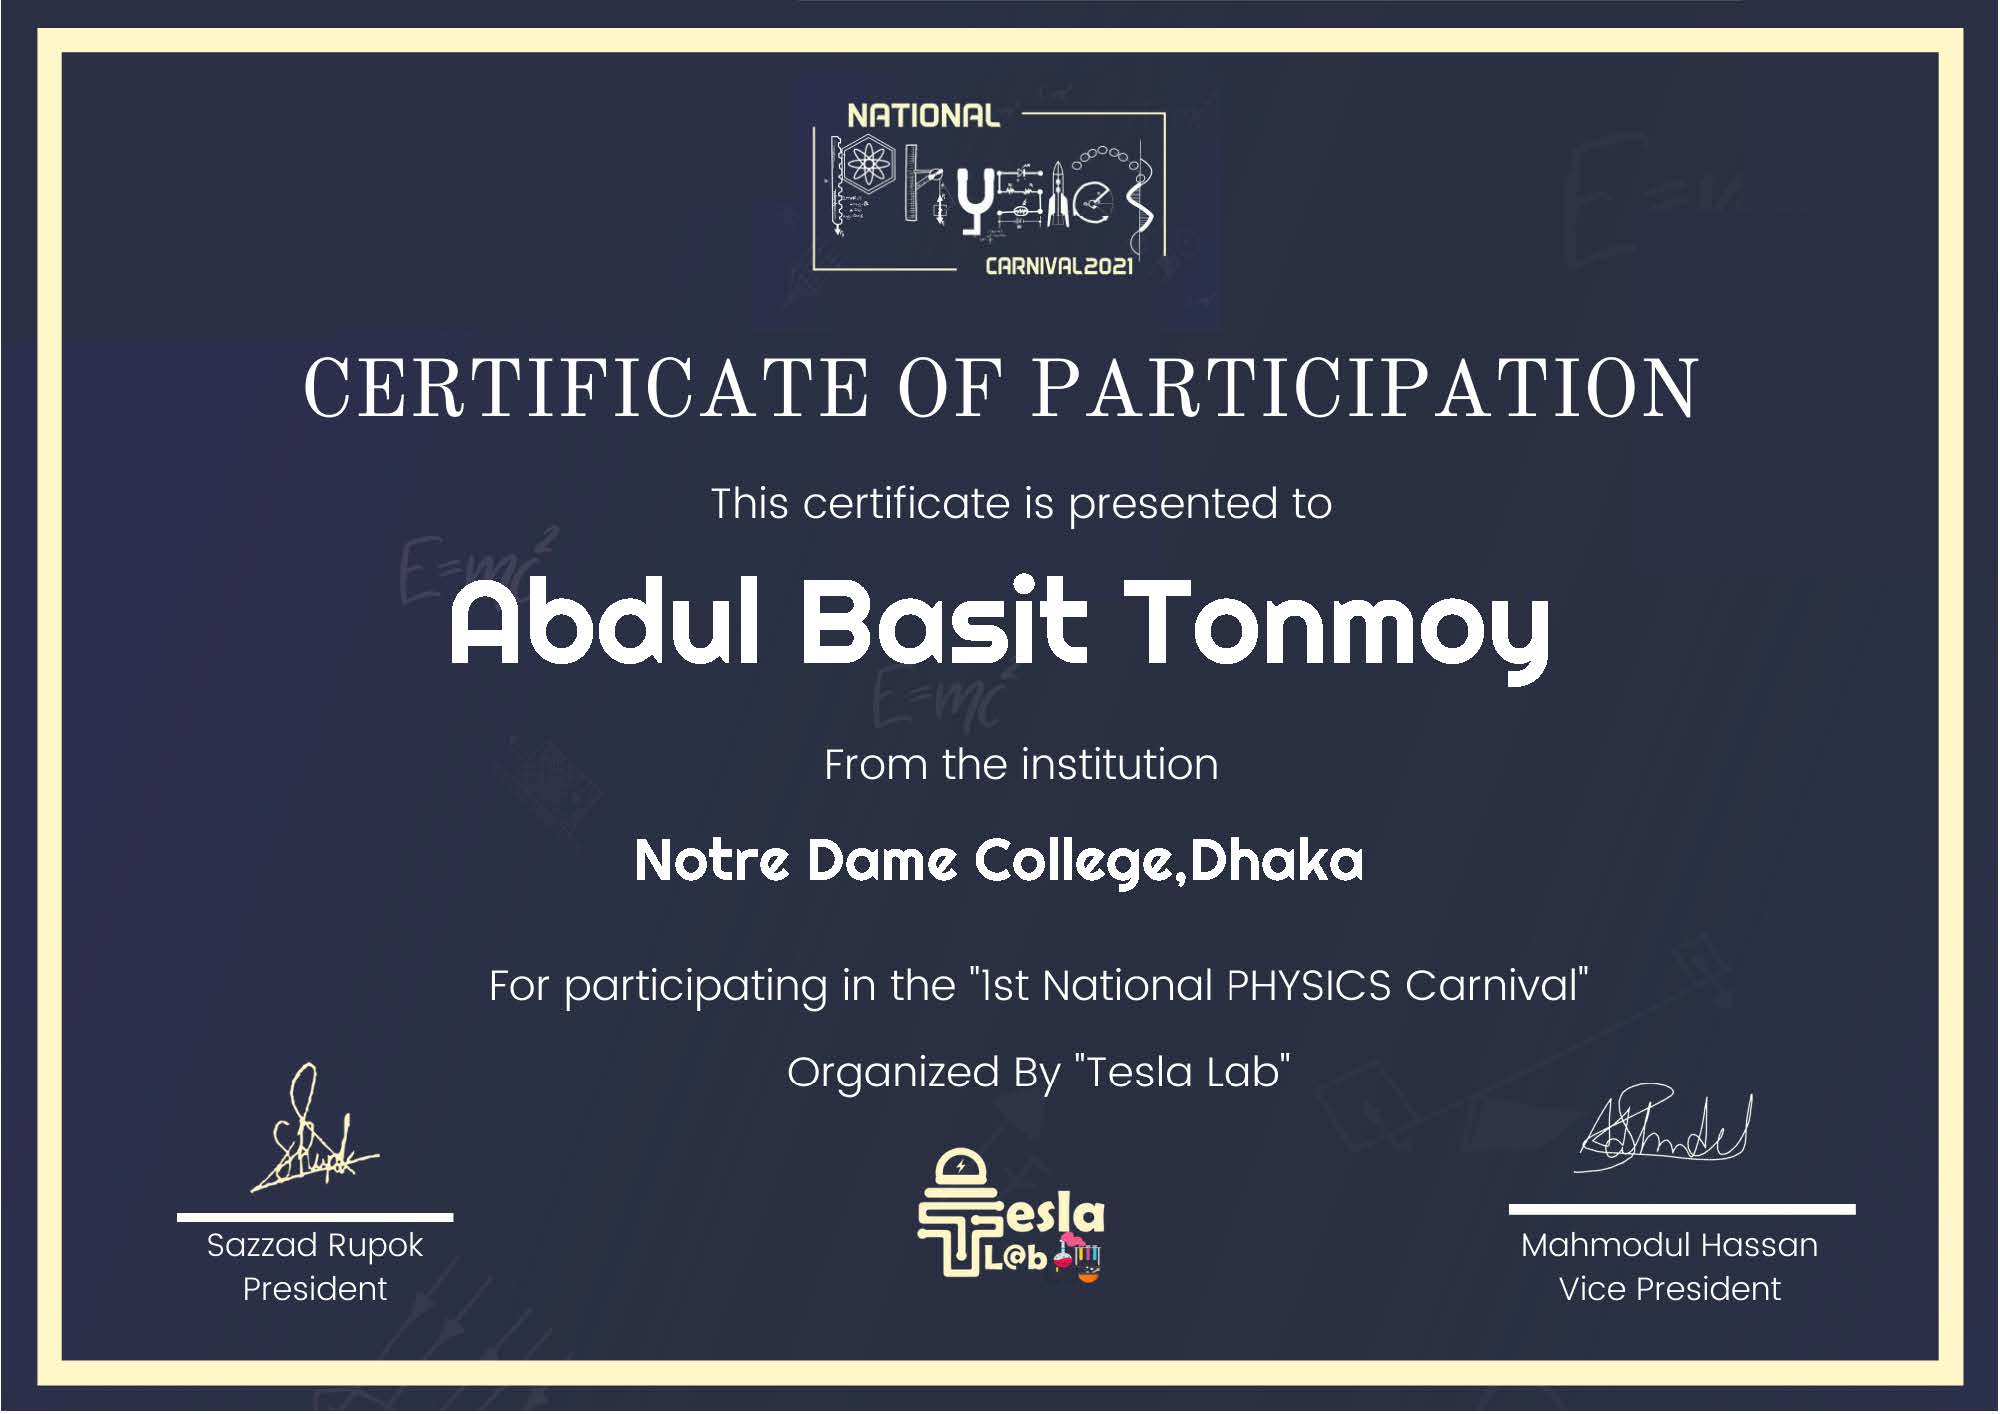 NATIONAL
Physics
CARNIVAL2021
CERTIFICATE OF PARTICIPATION
This certificate is presented to
E=mc²
Abdul Basit Tonmoy
E=mc²
From the institution
Notre Dame College,Dhaka
For participating in the "1st National PHYSICS Carnival"
Organized By "Tesla Lab"
Tesla
L@b
Sazzad Rupok
President
Mahmodul Hassan
Vice President